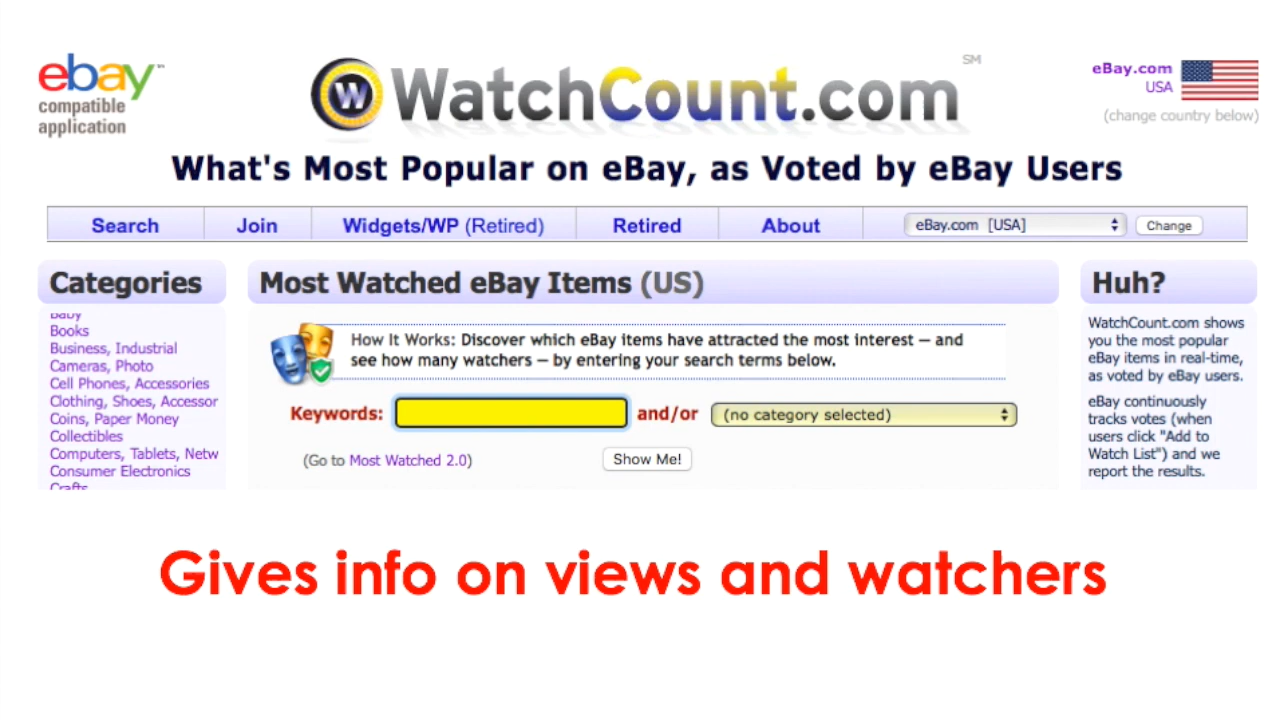 ebay™
compatible
application
WatchCount.com SM
eBay.com
USA
(change country below)
What's Most Popular on eBay, as Voted by eBay Users
Search Join Widgets/WP (Retired) Retired About eBay.com [USA] Change
Categories
Baby
Books
Business, Industrial
Cameras, Photo
Cell Phones, Accessories
Clothing, Shoes, Accessor
Coins, Paper Money
Collectibles
Computers, Tablets, Netw
Consumer Electronics
Crafts
Most Watched eBay Items (US)
How It Works: Discover which eBay items have attracted the most interest — and
see how many watchers — by entering your search terms below.
Keywords: and/or (no category selected)
(Go to Most Watched 2.0) Show Me!
Huh?
WatchCount.com shows
you the most popular
eBay items in real-time,
as voted by eBay users.
eBay continuously
tracks votes (when
users click "Add to
Watch List") and we
report the results.
Gives info on views and watchers